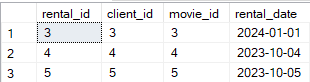 rental_id client_id movie_id rental_date
1 3 3 3 2024-01-01
2 4 4 4 2023-10-04
3 5 5 5 2023-10-05